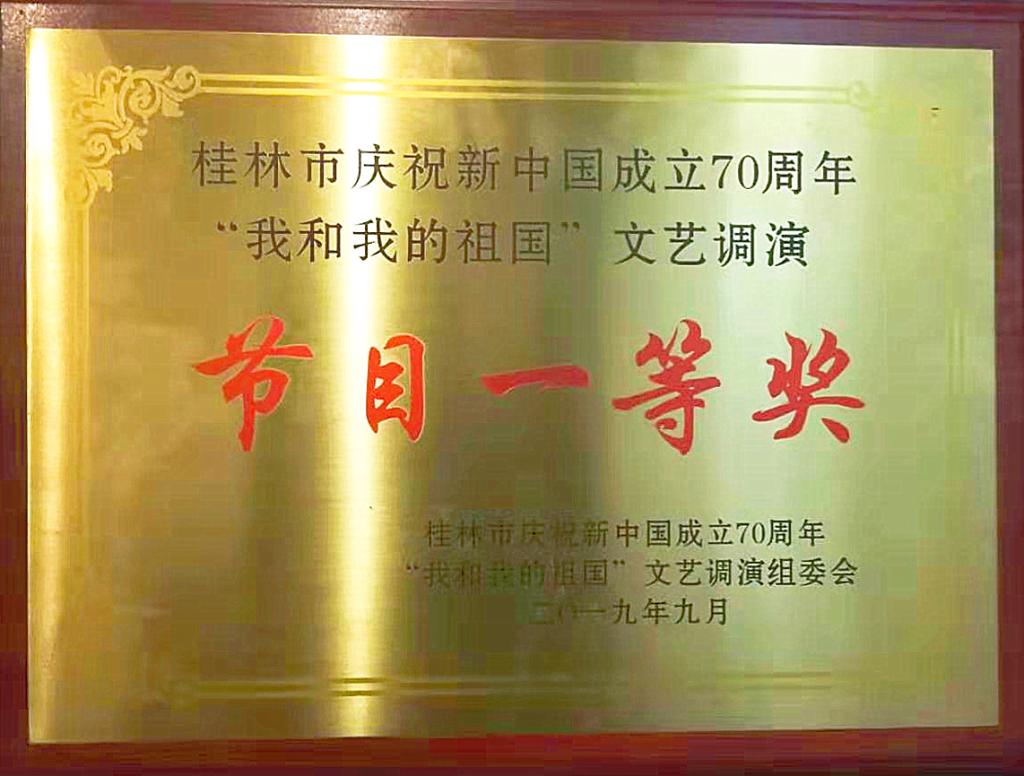 桂林市庆祝新中国成立70周年
“我和我的祖国”文艺调演
节目一等奖
桂林市庆祝新中国成立70周年
“我和我的祖国”文艺调演组委会
二〇一九年九月